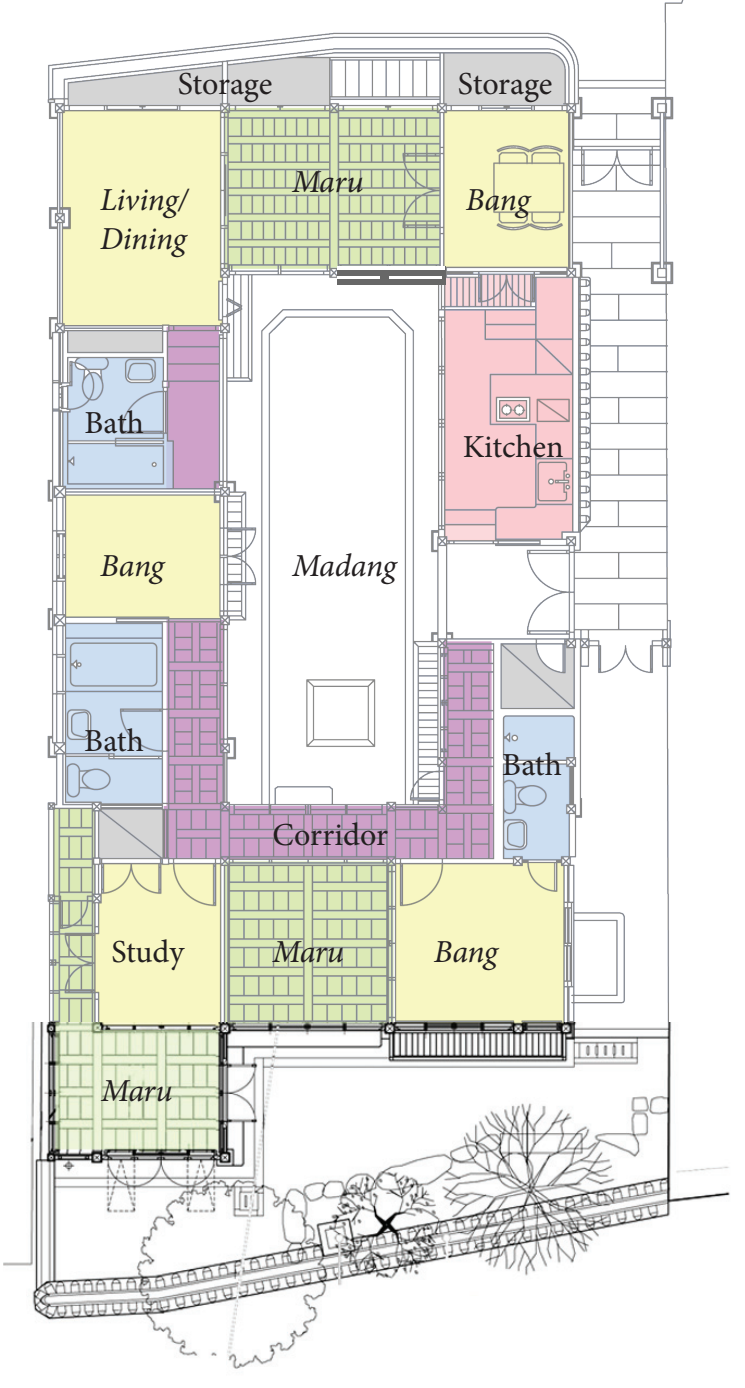 Storage
Storage
Maru
Living/
Dining
Bang
Bath
Kitchen
Bang
Madang
Bath
Bath
Corridor
Study
Maru
Bang
Maru